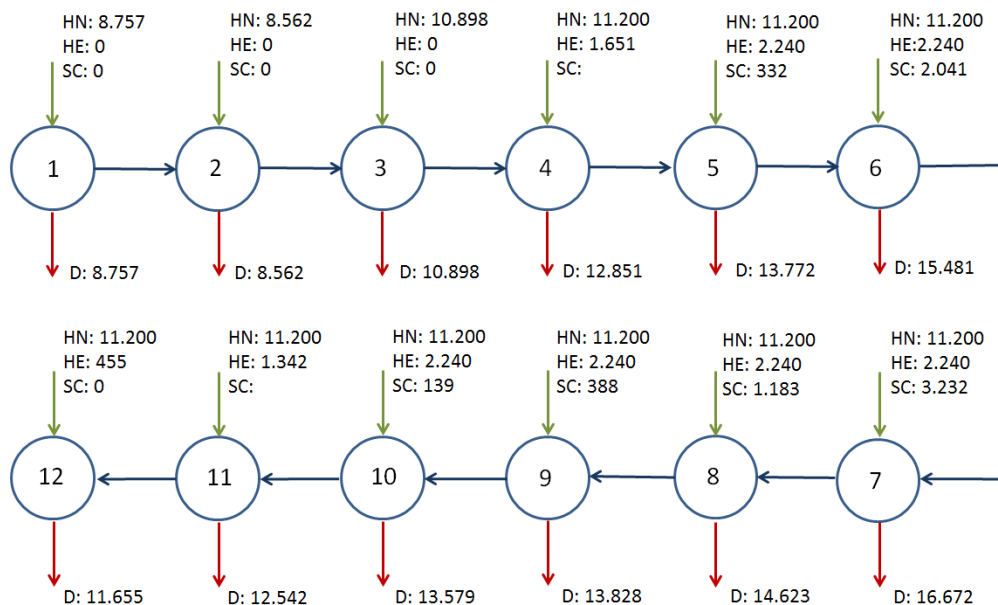 HN: 8.757
HE: 0
SC: 0
HN: 8.562
HE: 0
SC: 0
HN: 10.898
HE: 0
SC: 0
HN: 11.200
HE: 1.651
SC:
HN: 11.200
HE: 2.240
SC: 332
HN: 11.200
HE:2.240
SC: 2.041
1
2
3
4
5
6
D: 8.757
D: 8.562
D: 10.898
D: 12.851
D: 13.772
D: 15.481
HN: 11.200
HE: 455
SC: 0
HN: 11.200
HE: 1.342
SC:
HN: 11.200
HE: 2.240
SC: 139
HN: 11.200
HE: 2.240
SC: 388
HN: 11.200
HE: 2.240
SC: 1.183
HN: 11.200
HE: 2.240
SC: 3.232
12
11
10
9
8
7
D: 11.655
D: 12.542
D: 13.579
D: 13.828
D: 14.623
D: 16.672